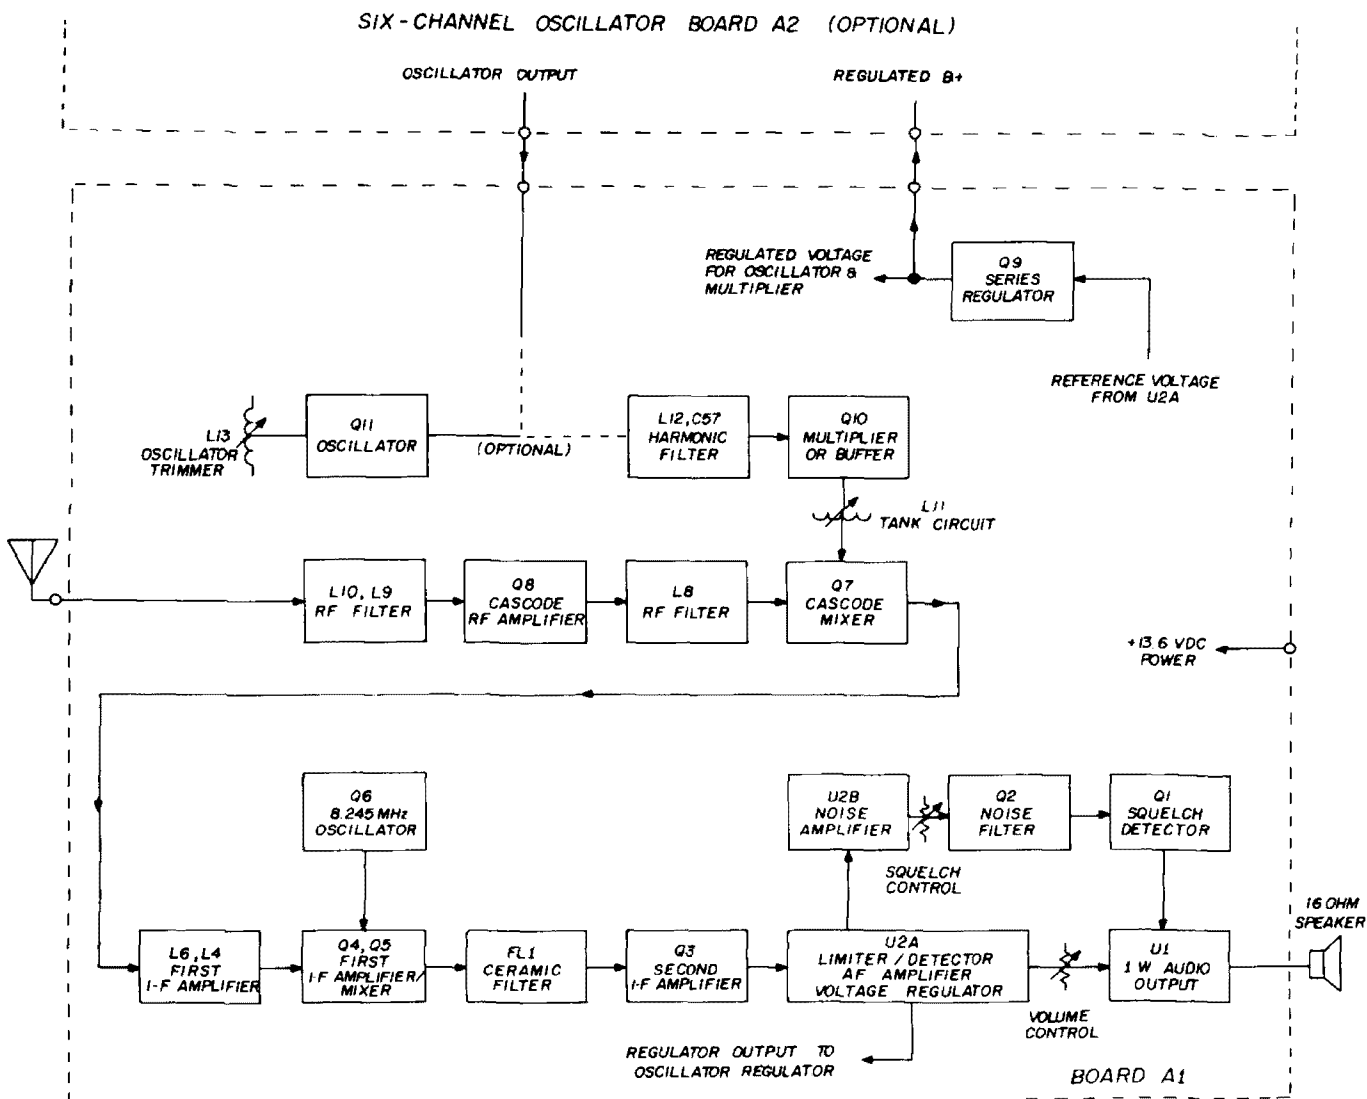 SIX-CHANNEL OSCILLATOR BOARD A2 (OPTIONAL)
OSCILLATOR OUTPUT
REGULATED B+
REGULATED VOLTAGE
FOR OSCILLATOR &
MULTIPLIER
Q9
SERIES
REGULATOR
REFERENCE VOLTAGE
FROM U2A
L13
OSCILLATOR
TRIMMER
Q11
OSCILLATOR
(OPTIONAL)
L12, C57
HARMONIC
FILTER
Q10
MULTIPLIER
OR BUFFER
L11
TANK CIRCUIT
L10, L9
RF FILTER
Q8
CASCODE
RF AMPLIFIER
L8
RF FILTER
Q7
CASCODE
MIXER
+13.6 VDC
POWER
Q6
8.245 MHz
OSCILLATOR
U2B
NOISE
AMPLIFIER
SQUELCH
CONTROL
Q2
NOISE
FILTER
Q1
SQUELCH
DETECTOR
L6, L4
FIRST
I-F AMPLIFIER
Q4, Q5
FIRST
I-F AMPLIFIER/
MIXER
FL1
CERAMIC
FILTER
Q3
SECOND
I-F AMPLIFIER
U2A
LIMITER/DETECTOR
AF AMPLIFIER
VOLTAGE REGULATOR
VOLUME
CONTROL
U1
1 W AUDIO
OUTPUT
16 OHM
SPEAKER
REGULATOR OUTPUT TO
OSCILLATOR REGULATOR
BOARD A1